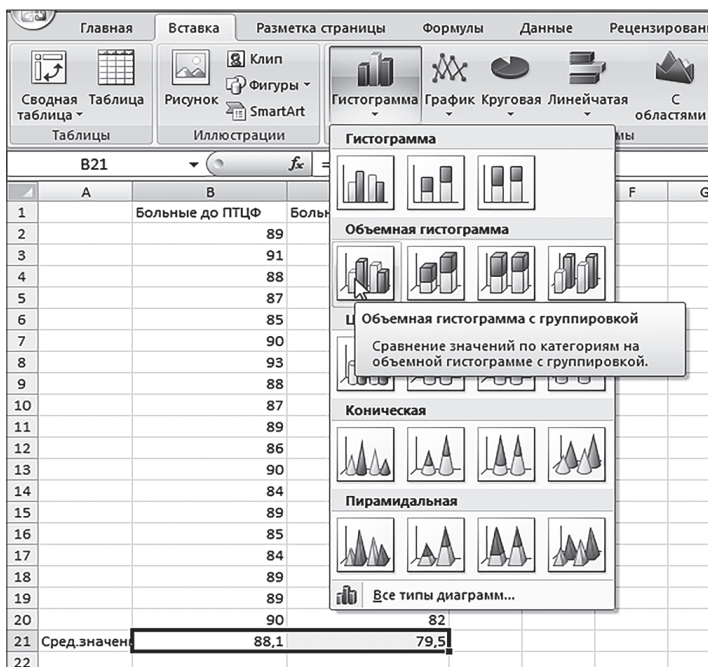 Главная Вставка Разметка страницы Формулы Данные Рецензирован
Сводная таблица Таблица Рисунок Клип Фигуры SmartArt Гистограмма График Круговая Линейчатая С областями
Таблицы Иллюстрации мы
B21 fx =
A B F G
1 Больные до ПТЦФ Больн
2 89
3 91
4 88
5 87
6 85
7 90
8 93
9 88
10 87
11 89
12 86
13 90
14 84
15 89
16 85
17 84
18 89
19 89
20 90 82
21 Сред.значен 88,1 79,5
22
Гистограмма
Объемная гистограмма
Ц
Объемная гистограмма с группировкой
Сравнение значений по категориям на
объемной гистограмме с группировкой.
Коническая
Пирамидальная
Все типы диаграмм...